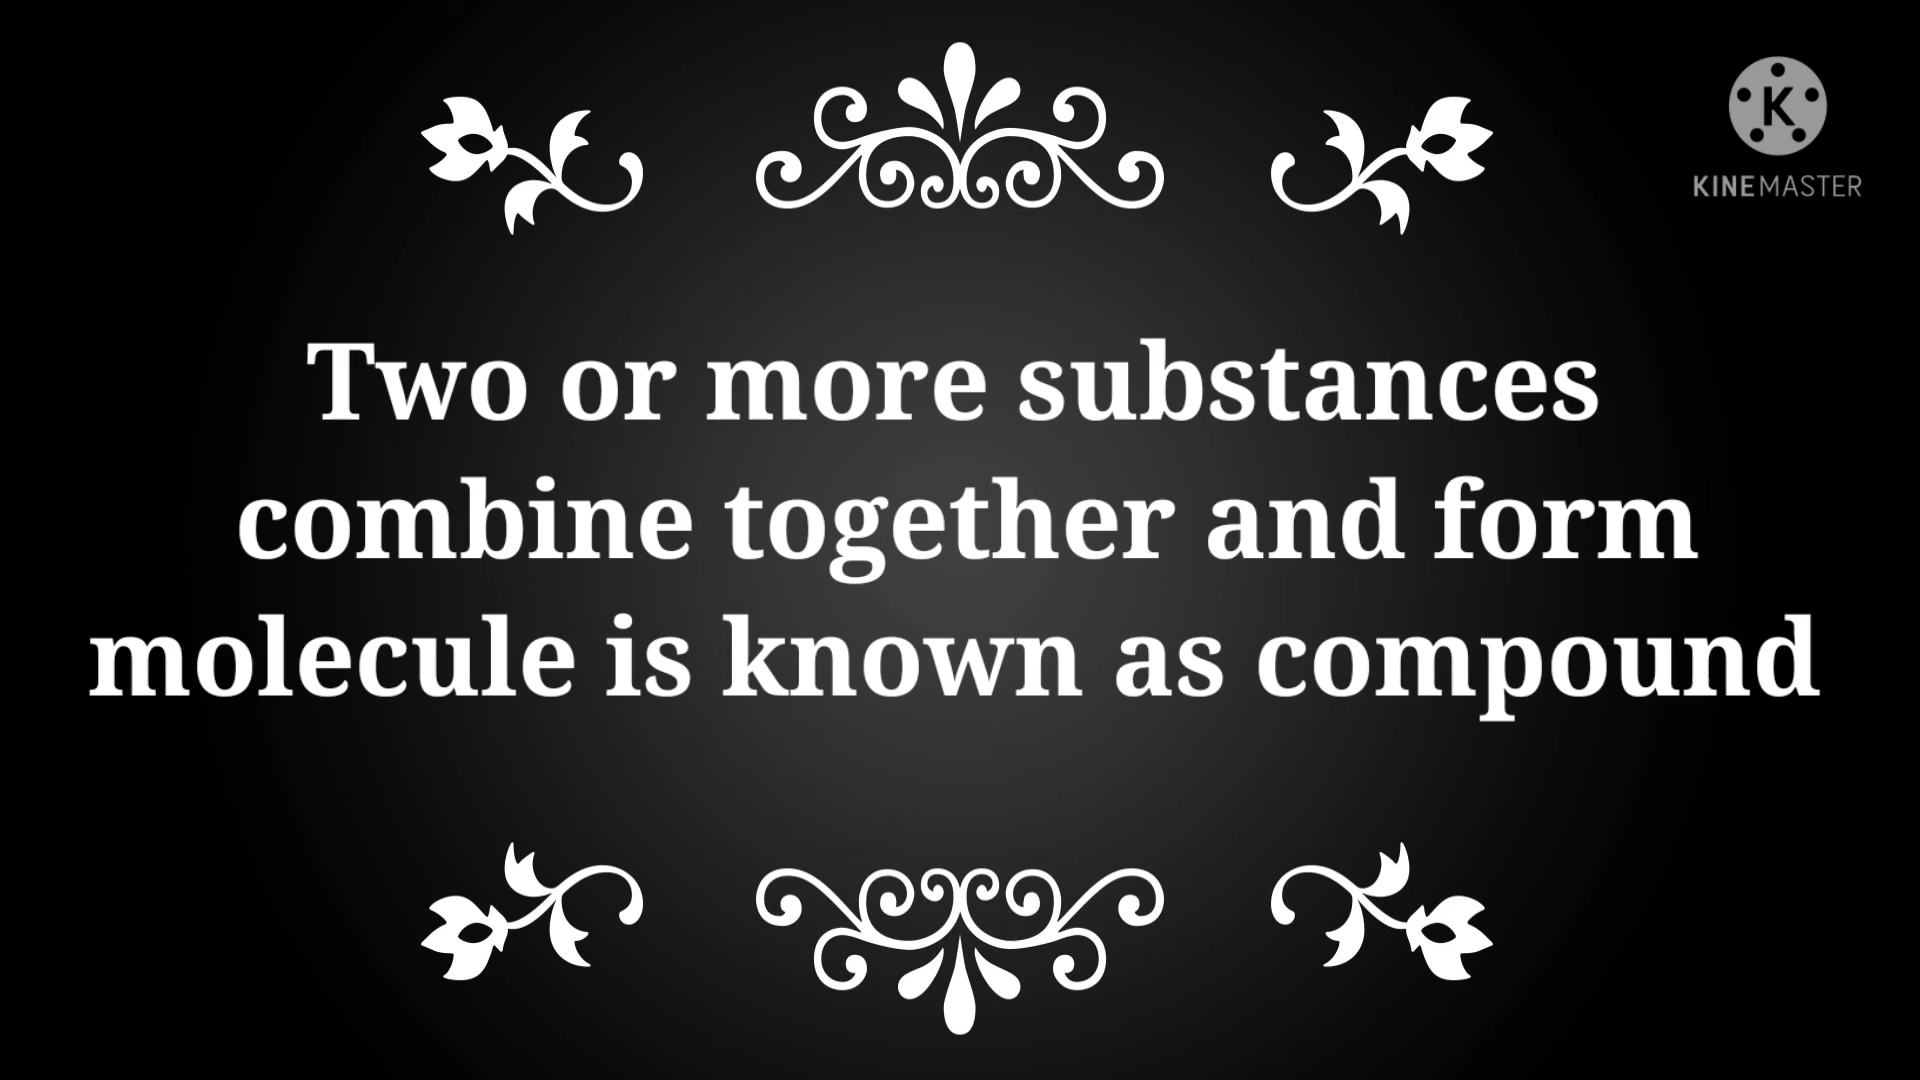 K
KINEMASTER
Two or more substances
combine together and form
molecule is known as compound